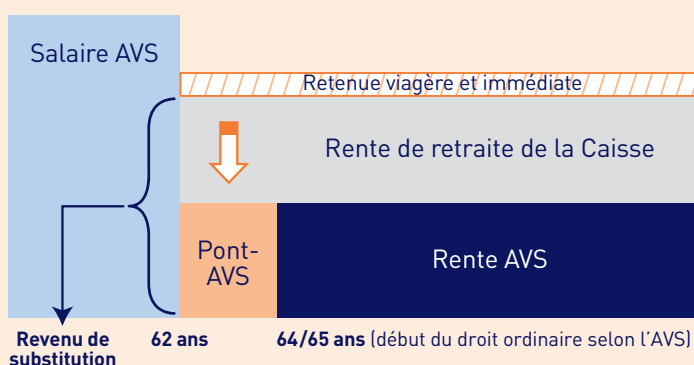 Salaire AVS
Retenue viagère et immédiate
Rente de retraite de la Caisse
Pont-
AVS
Rente AVS
Revenu de
substitution
62 ans
64/65 ans (début du droit ordinaire selon l’AVS)